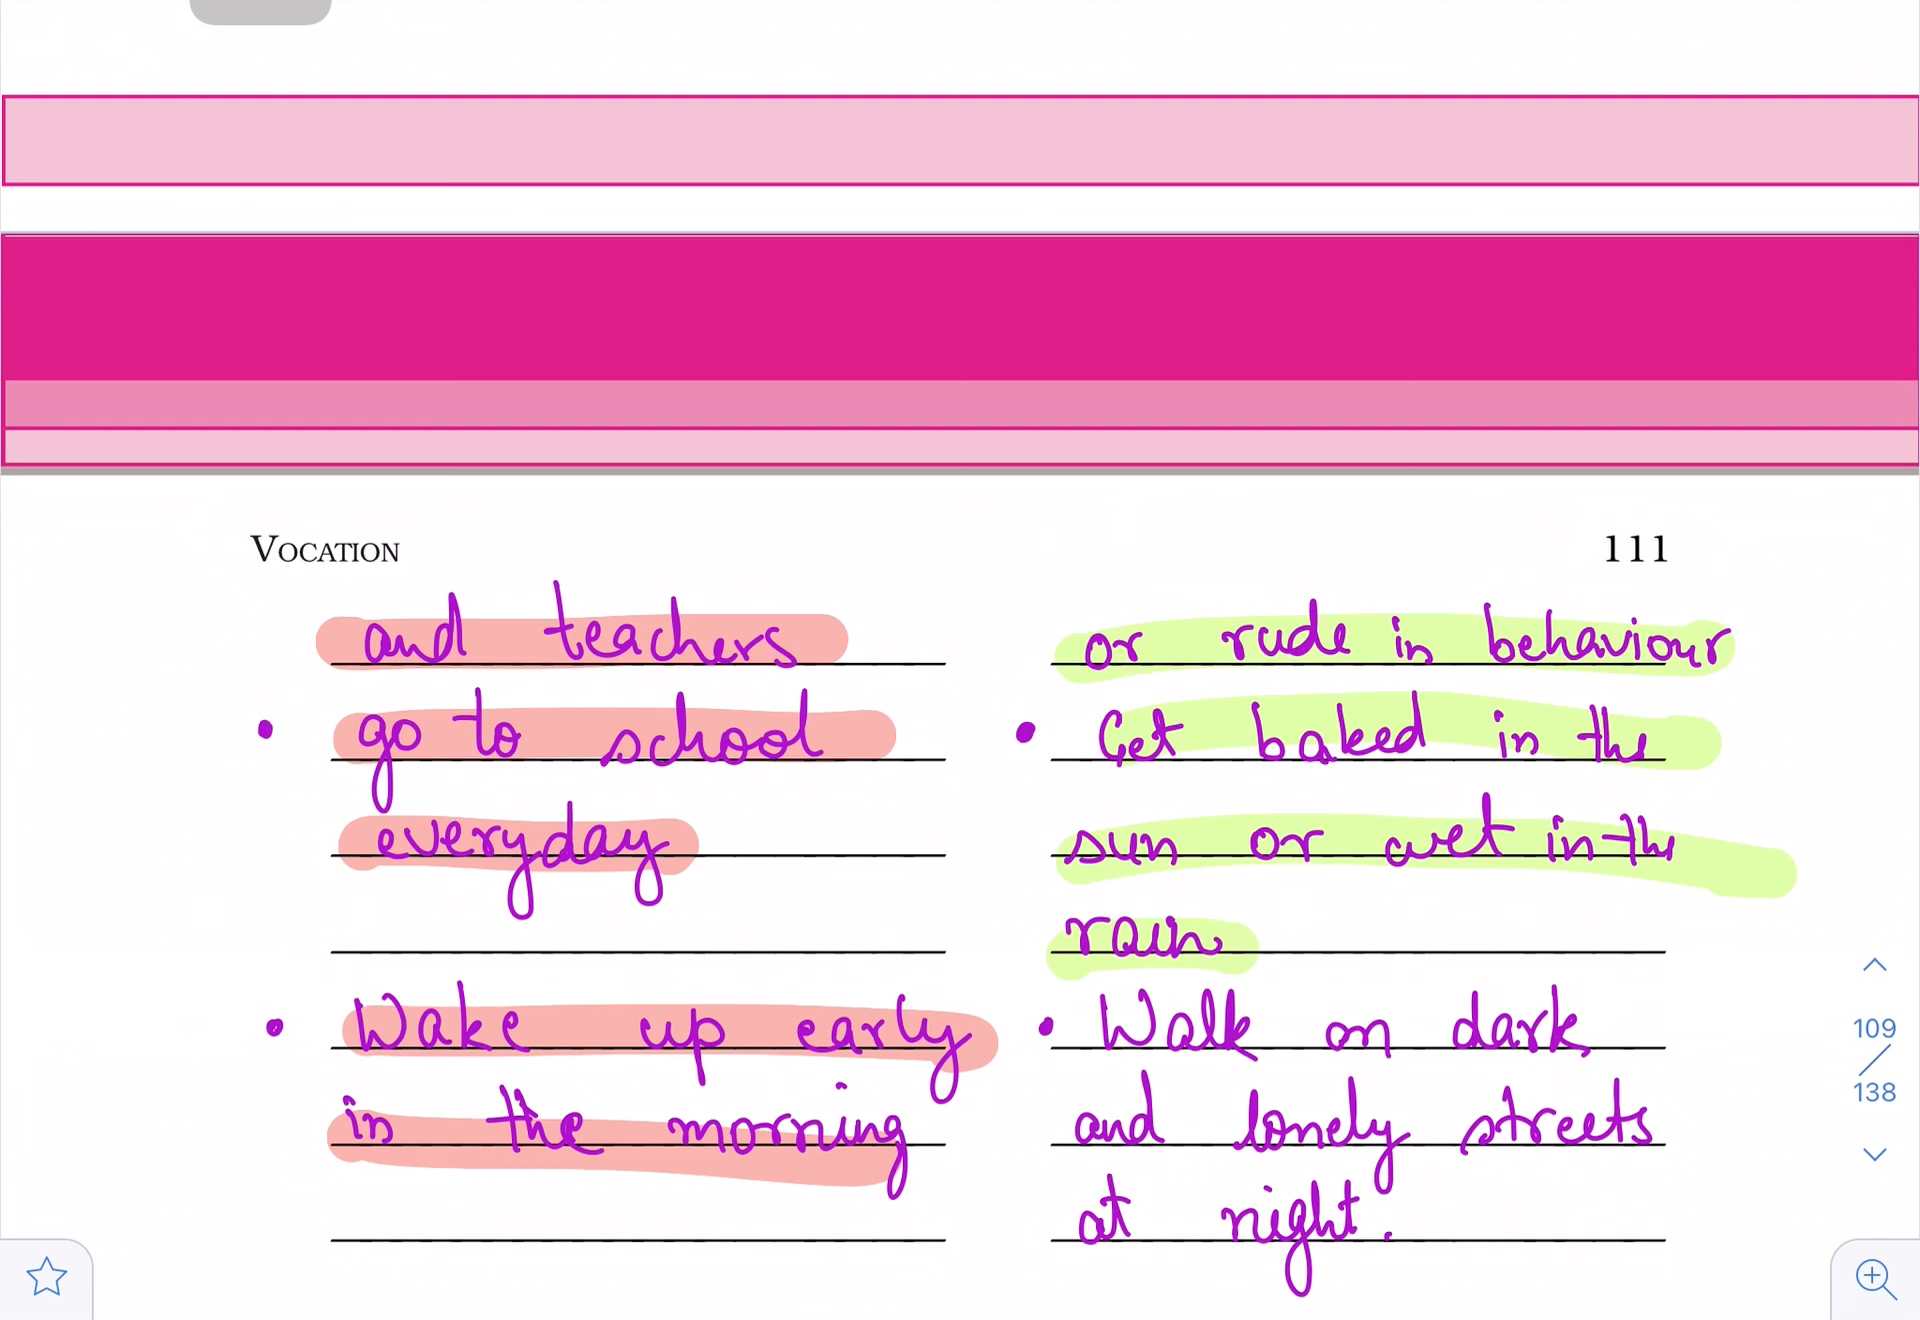 VOCATION 111
and teachers
• go to school
everyday
• Wake up early
in the morning
or rude in behaviour
• Get baked in the
sun or wet in the
rain
• Walk on dark
and lonely streets
at night.
109
138